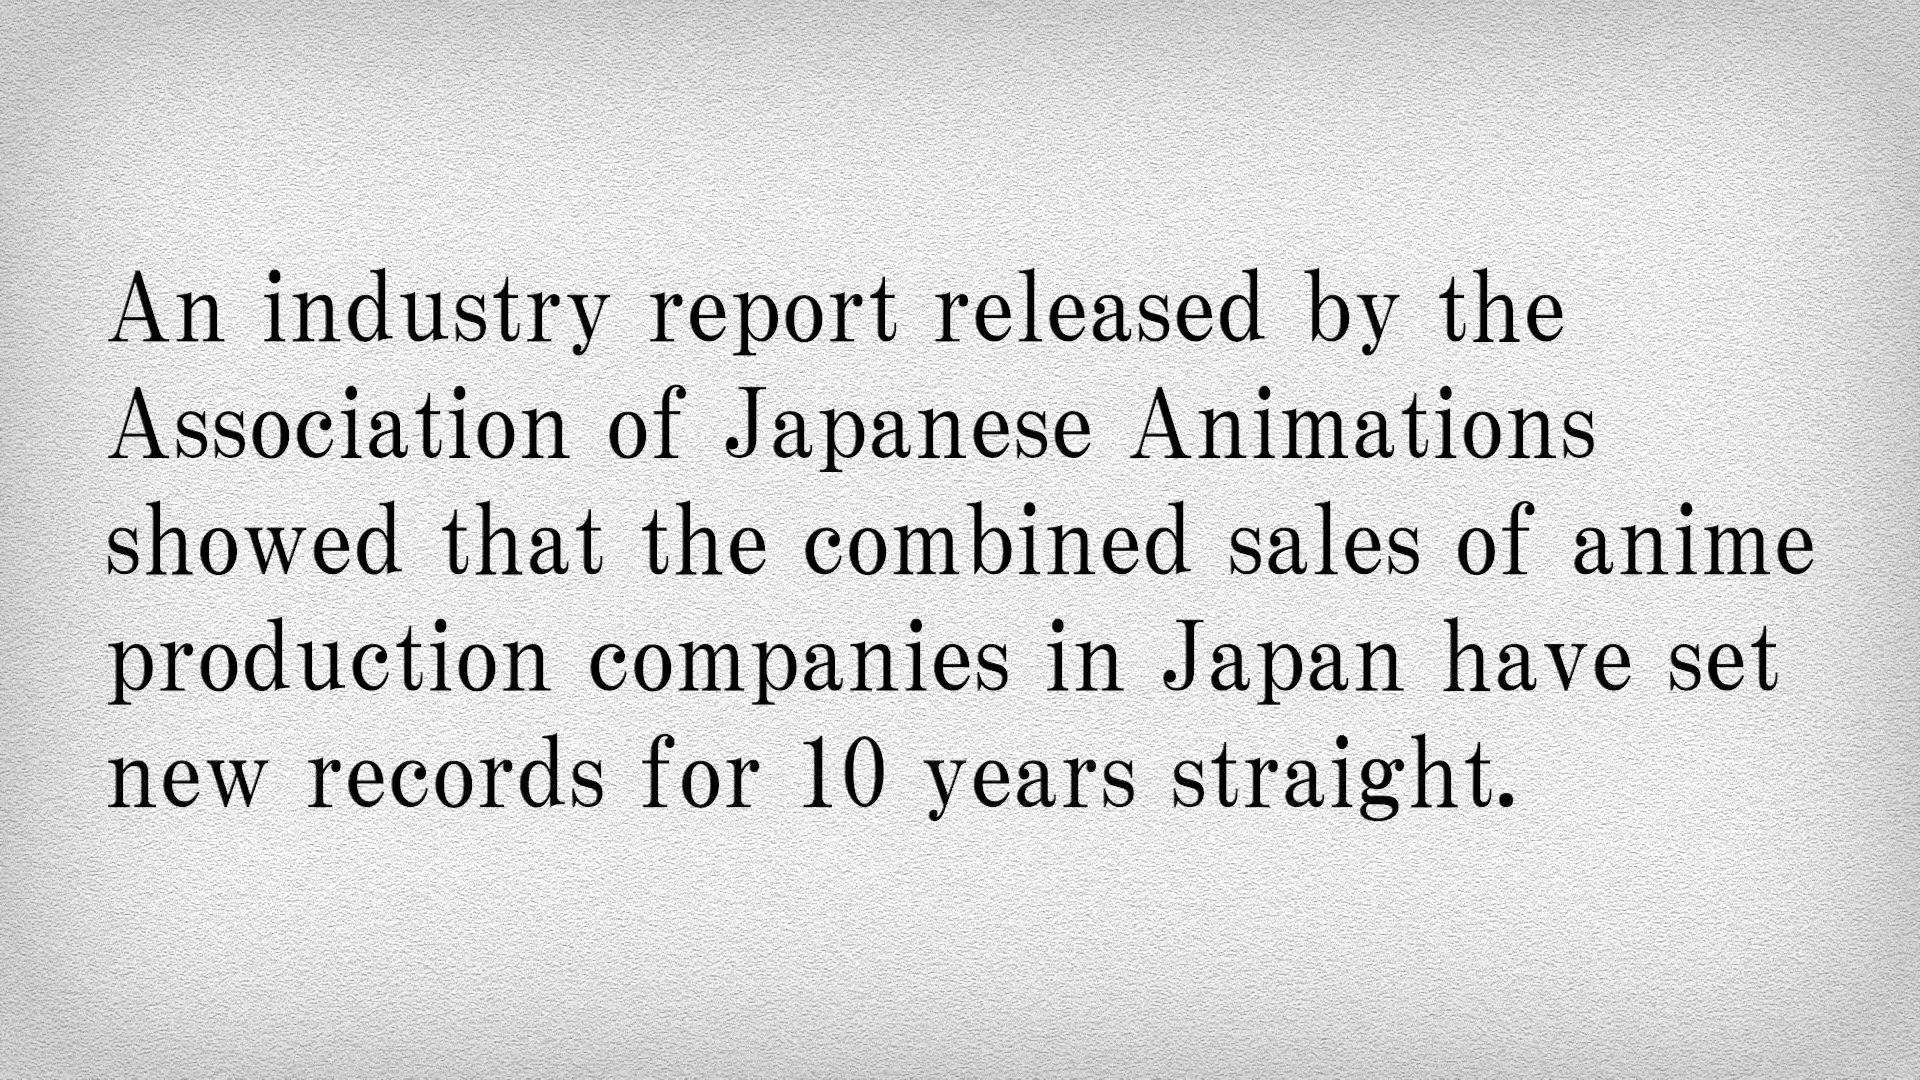 An industry report released by the
Association of Japanese Animations
showed that the combined sales of anime
production companies in Japan have set
new records for 10 years straight.